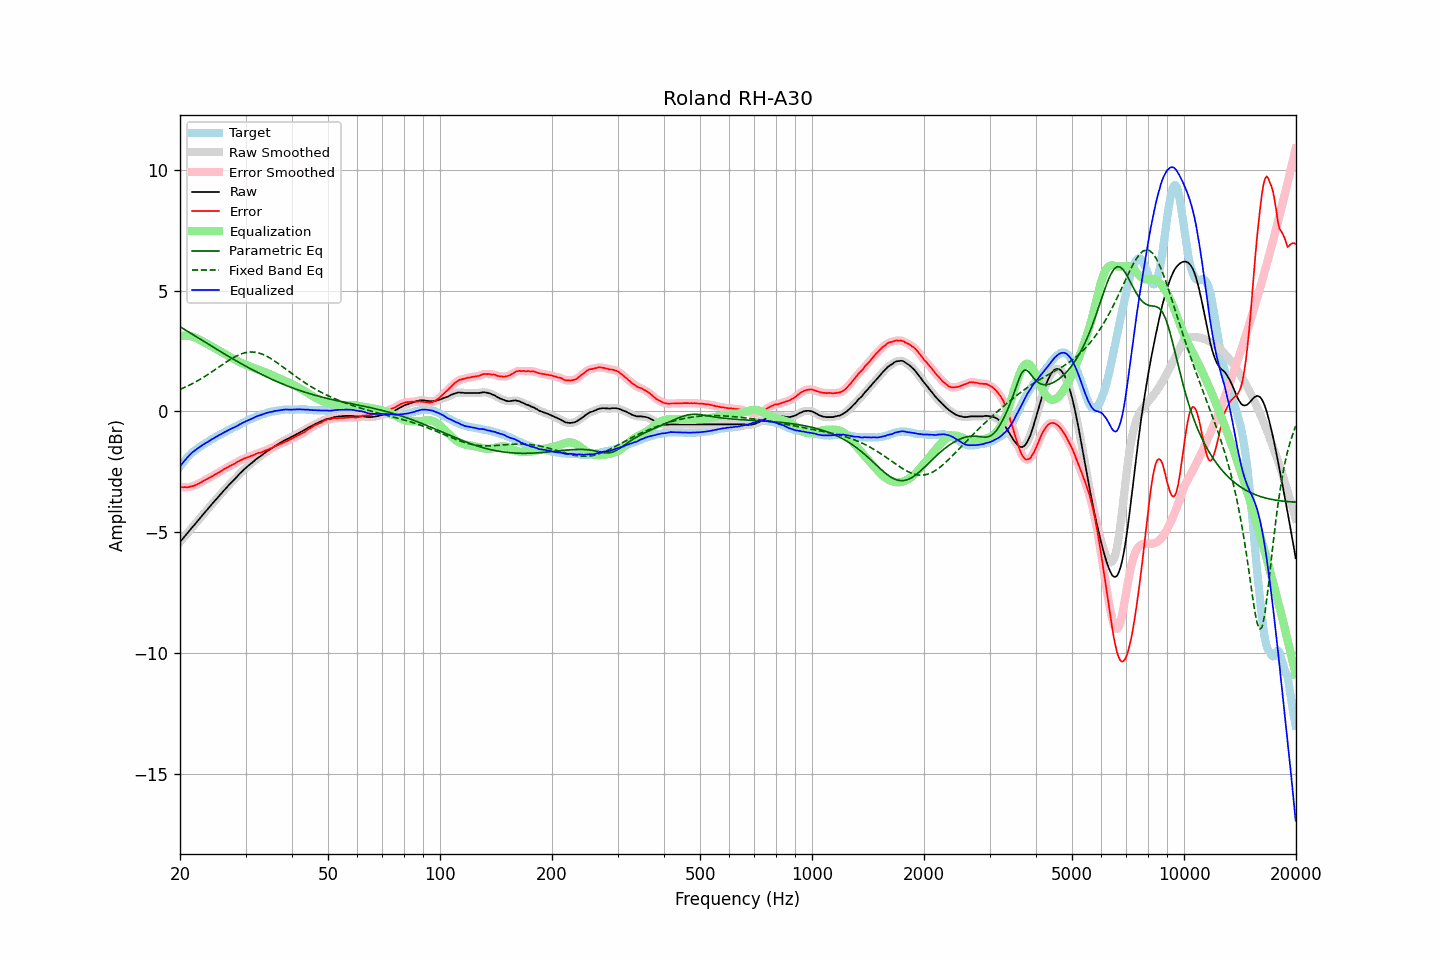 Roland RH-A30
Target
Raw Smoothed
Error Smoothed
Raw
Error
Equalization
Parametric Eq
Fixed Band Eq
Equalized
10
5
0
−5
−10
−15
Amplitude (dBr)
20
50
100
200
500
1000
2000
5000
10000
20000
Frequency (Hz)